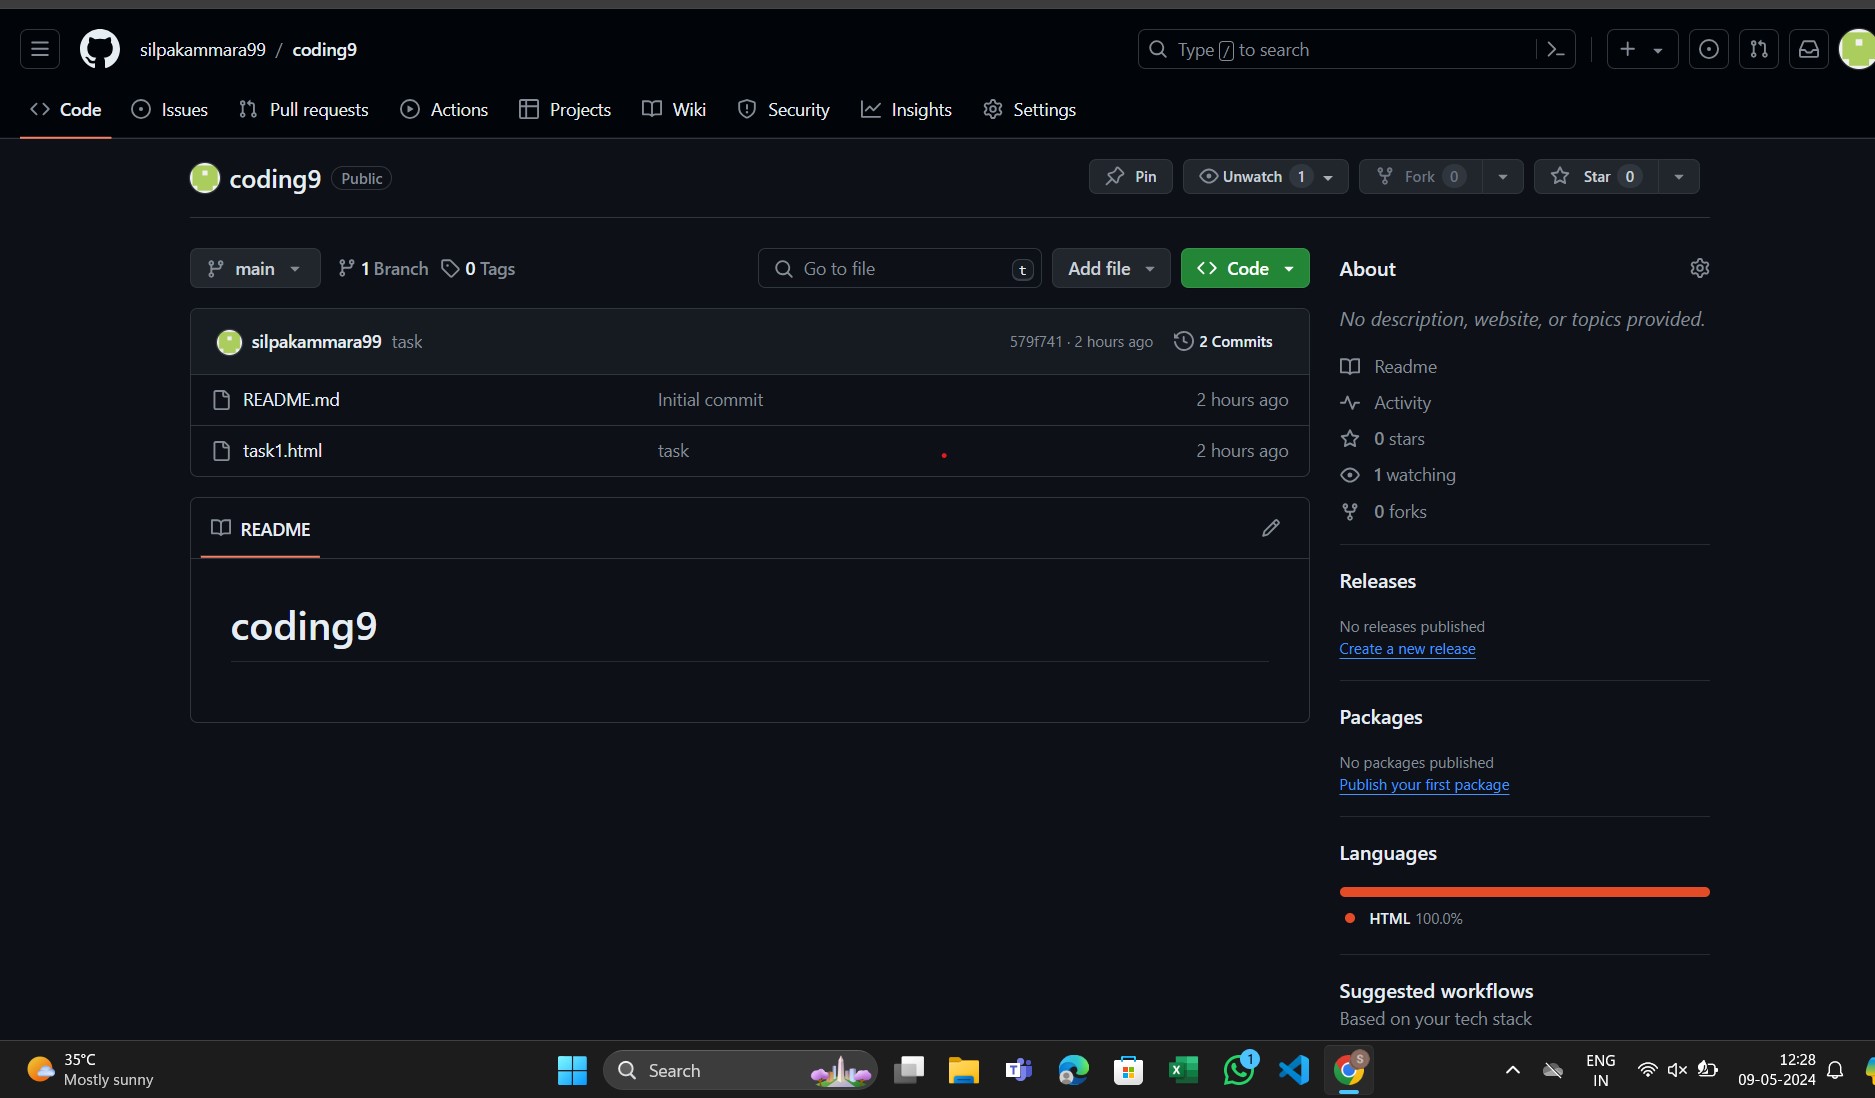 silpakammara99 / coding9
Type / to search
Code Issues Pull requests Actions Projects Wiki Security Insights Settings
coding9 Public
Pin Unwatch 1 Fork 0 Star 0
main 1 Branch 0 Tags Go to file t Add file Code
silpakammara99 task 579f741 · 2 hours ago 2 Commits
README.md Initial commit 2 hours ago
task1.html task 2 hours ago
README
coding9
About
No description, website, or topics provided.
Readme
Activity
0 stars
1 watching
0 forks
Releases
No releases published
Create a new release
Packages
No packages published
Publish your first package
Languages
HTML 100.0%
Suggested workflows
Based on your tech stack
35°C
Mostly sunny
Search
1
S
ENG
IN
12:28
09-05-2024